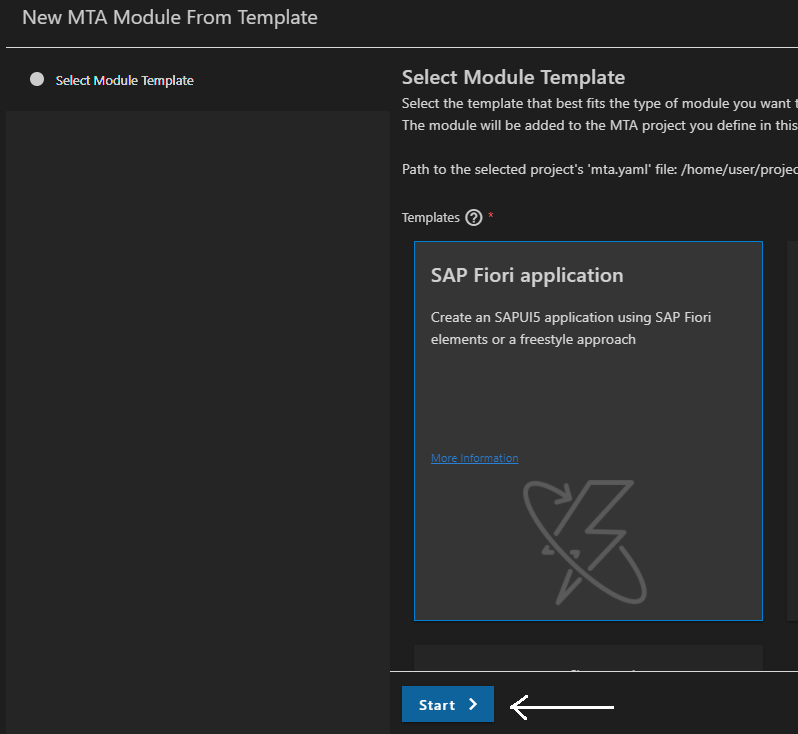 New MTA Module From Template
Select Module Template
Select Module Template
Select the template that best fits the type of module you want
The module will be added to the MTA project you define in this
Path to the selected project's 'mta.yaml' file: /home/user/projec
Templates ? *
SAP Fiori application
Create an SAPUI5 application using SAP Fiori
elements or a freestyle approach
More Information
Start